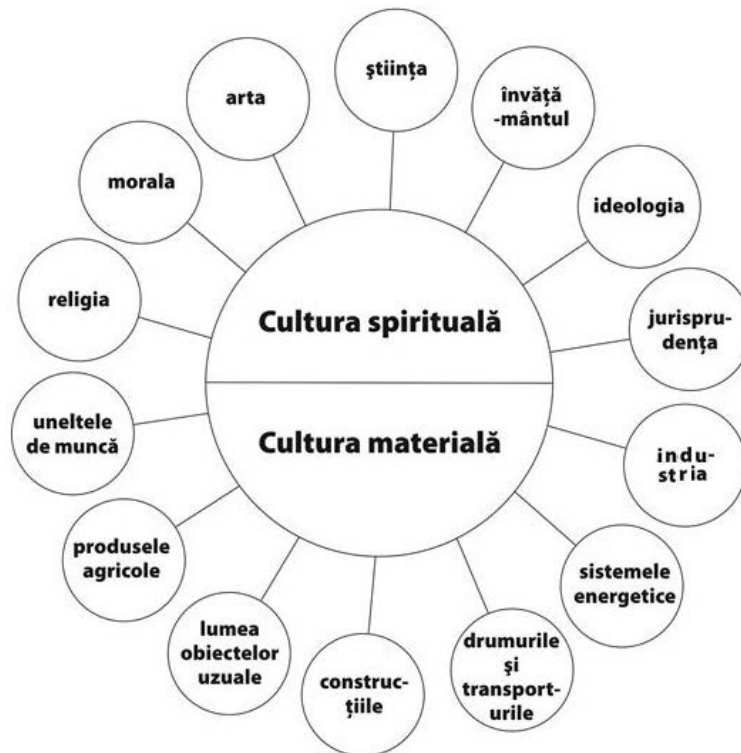 ştiinţa
arta
învăţă
-mântul
morala
ideologia
religia
jurispru-
denţa
Cultura spirituală
Cultura materială
uneltele
de muncă
indu-
stria
produsele
agricole
sistemele
energetice
lumea
obiectelor
uzuale
construc-
ţiile
drumurile
şi
transport-
urile